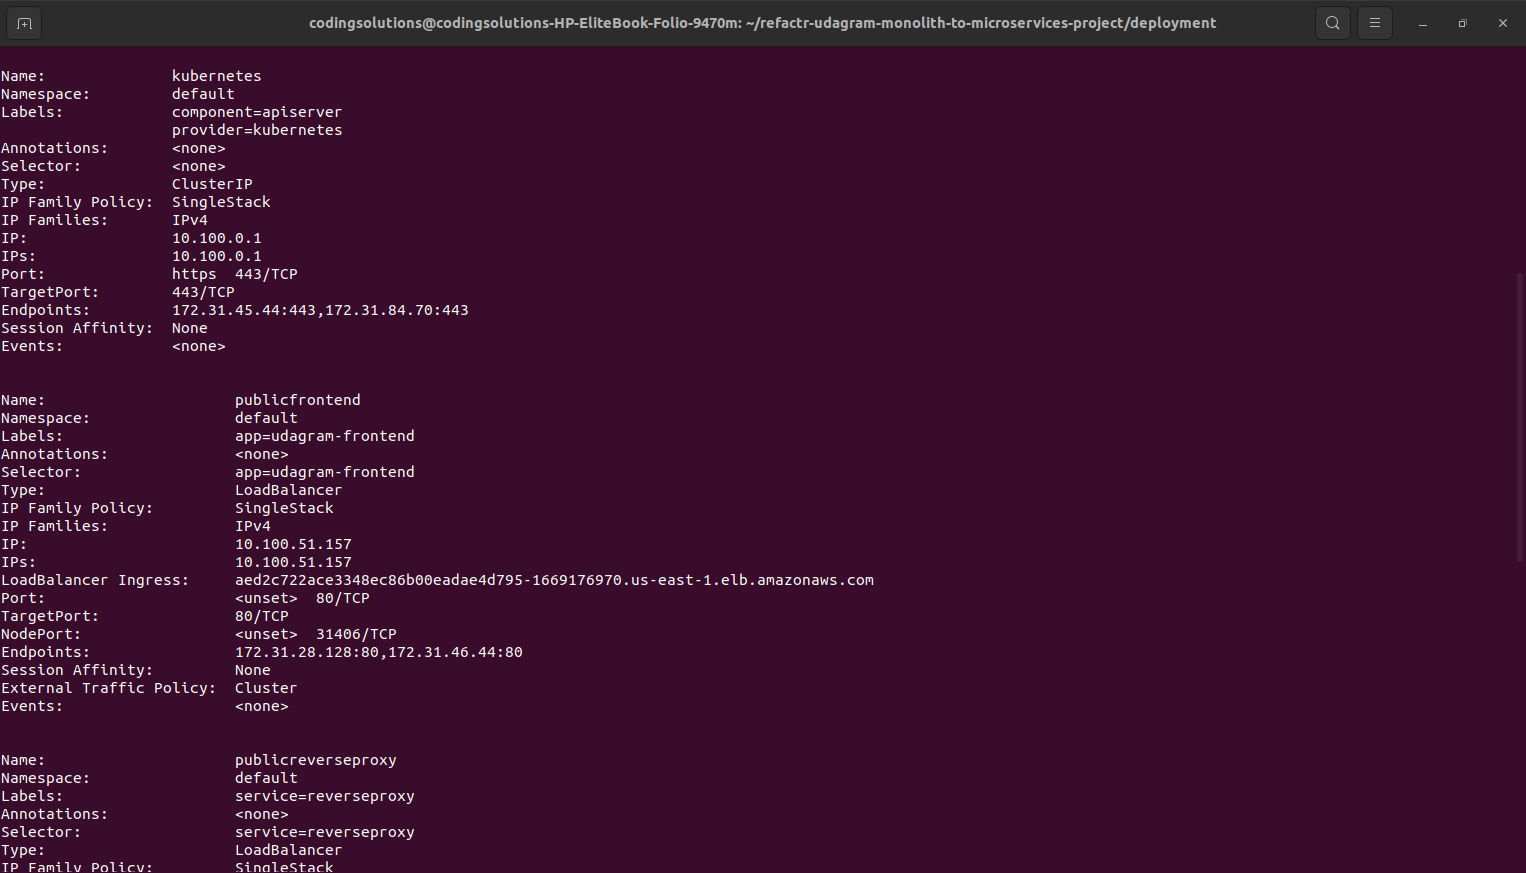 codingsolutions@codingsolutions-HP-EliteBook-Folio-9470m: ~/refactr-udagram-monolith-to-microservices-project/deployment
Name:              kubernetes
Namespace:         default
Labels:            component=apiserver
                   provider=kubernetes
Annotations:       <none>
Selector:          <none>
Type:              ClusterIP
IP Family Policy:  SingleStack
IP Families:       IPv4
IP:                10.100.0.1
IPs:               10.100.0.1
Port:              https  443/TCP
TargetPort:        443/TCP
Endpoints:         172.31.45.44:443,172.31.84.70:443
Session Affinity:  None
Events:            <none>
Name:                     publicfrontend
Namespace:                default
Labels:                   app=udagram-frontend
Annotations:              <none>
Selector:                 app=udagram-frontend
Type:                     LoadBalancer
IP Family Policy:         SingleStack
IP Families:              IPv4
IP:                       10.100.51.157
IPs:                      10.100.51.157
LoadBalancer Ingress:     aed2c722ace3348ec86b00eadae4d795-1669176970.us-east-1.elb.amazonaws.com
Port:                     <unset>  80/TCP
TargetPort:               80/TCP
NodePort:                 <unset>  31406/TCP
Endpoints:                172.31.28.128:80,172.31.46.44:80
Session Affinity:         None
External Traffic Policy:  Cluster
Events:                   <none>
Name:                     publicreverseproxy
Namespace:                default
Labels:                   service=reverseproxy
Annotations:              <none>
Selector:                 service=reverseproxy
Type:                     LoadBalancer
IP Family Policy:         SingleStack